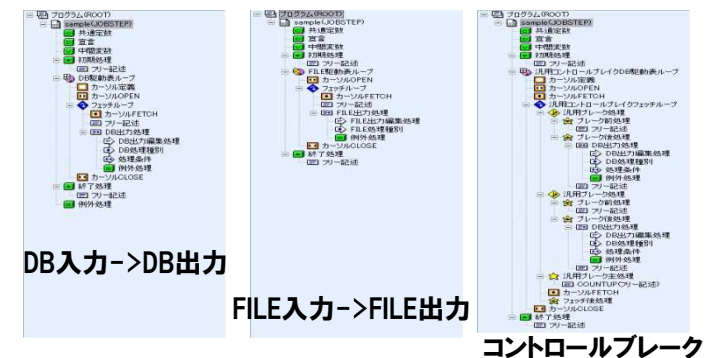 プログラム(ROOT)
sample(JOBSTEP)
共通定数
宣言
中間変数
初期処理
フリー記述
DB駆動表ループ
カーソル定義
カーソルOPEN
フェッチループ
カーソルFETCH
フリー記述
DB出力処理
DB出力編集処理
DB処理種別
処理条件
例外処理
カーソルCLOSE
終了処理
フリー記述
例外処理
DB入力->DB出力
プログラム(ROOT)
sample(JOBSTEP)
共通定数
宣言
中間変数
初期処理
フリー記述
FILE駆動表ループ
カーソルOPEN
フェッチループ
カーソルFETCH
フリー記述
FILE出力処理
FILE出力編集処理
FILE処理種別
カーソルCLOSE
終了処理
フリー記述
FILE入力->FILE出力
プログラム(ROOT)
sample(JOBSTEP)
共通定数
宣言
中間変数
初期処理
フリー記述
汎用コントロールブレイクDB駆動表ループ
カーソル定義
カーソルOPEN
カーソルFETCH
汎用コントロールブレイクフェッチループ
汎用ブレーク処理
ブレーク前処理
フリー記述
ブレーク後処理
DB出力処理
DB出力編集処理
DB処理種別
処理条件
例外処理
フリー記述
汎用ブレーク処理
ブレーク前処理
フリー記述
ブレーク後処理
DB出力処理
DB出力編集処理
DB処理種別
処理条件
例外処理
フリー記述
汎用ブレーク主処理
COUNTUP(フリー記述)
カーソルFETCH
フェッチ後処理
カーソルCLOSE
終了処理
フリー記述
コントロールブレーク